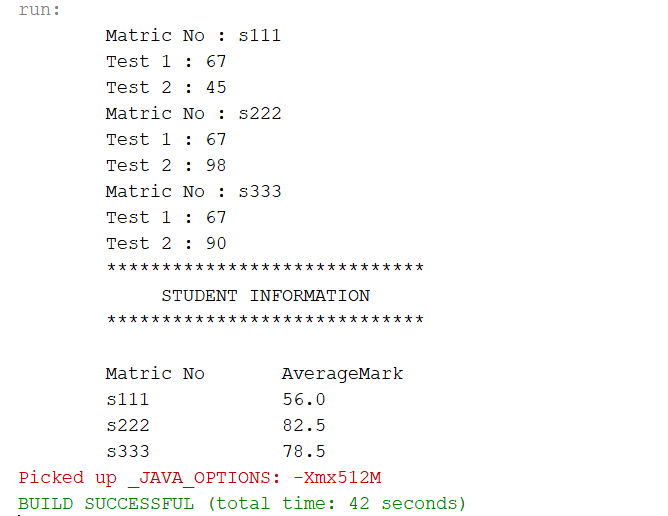 run:
Matric No : s111
Test 1 : 67
Test 2 : 45
Matric No : s222
Test 1 : 67
Test 2 : 98
Matric No : s333
Test 1 : 67
Test 2 : 90
*****************************
STUDENT INFORMATION
*****************************
Matric No       AverageMark
s111            56.0
s222            82.5
s333            78.5
Picked up _JAVA_OPTIONS: -Xmx512M
BUILD SUCCESSFUL (total time: 42 seconds)